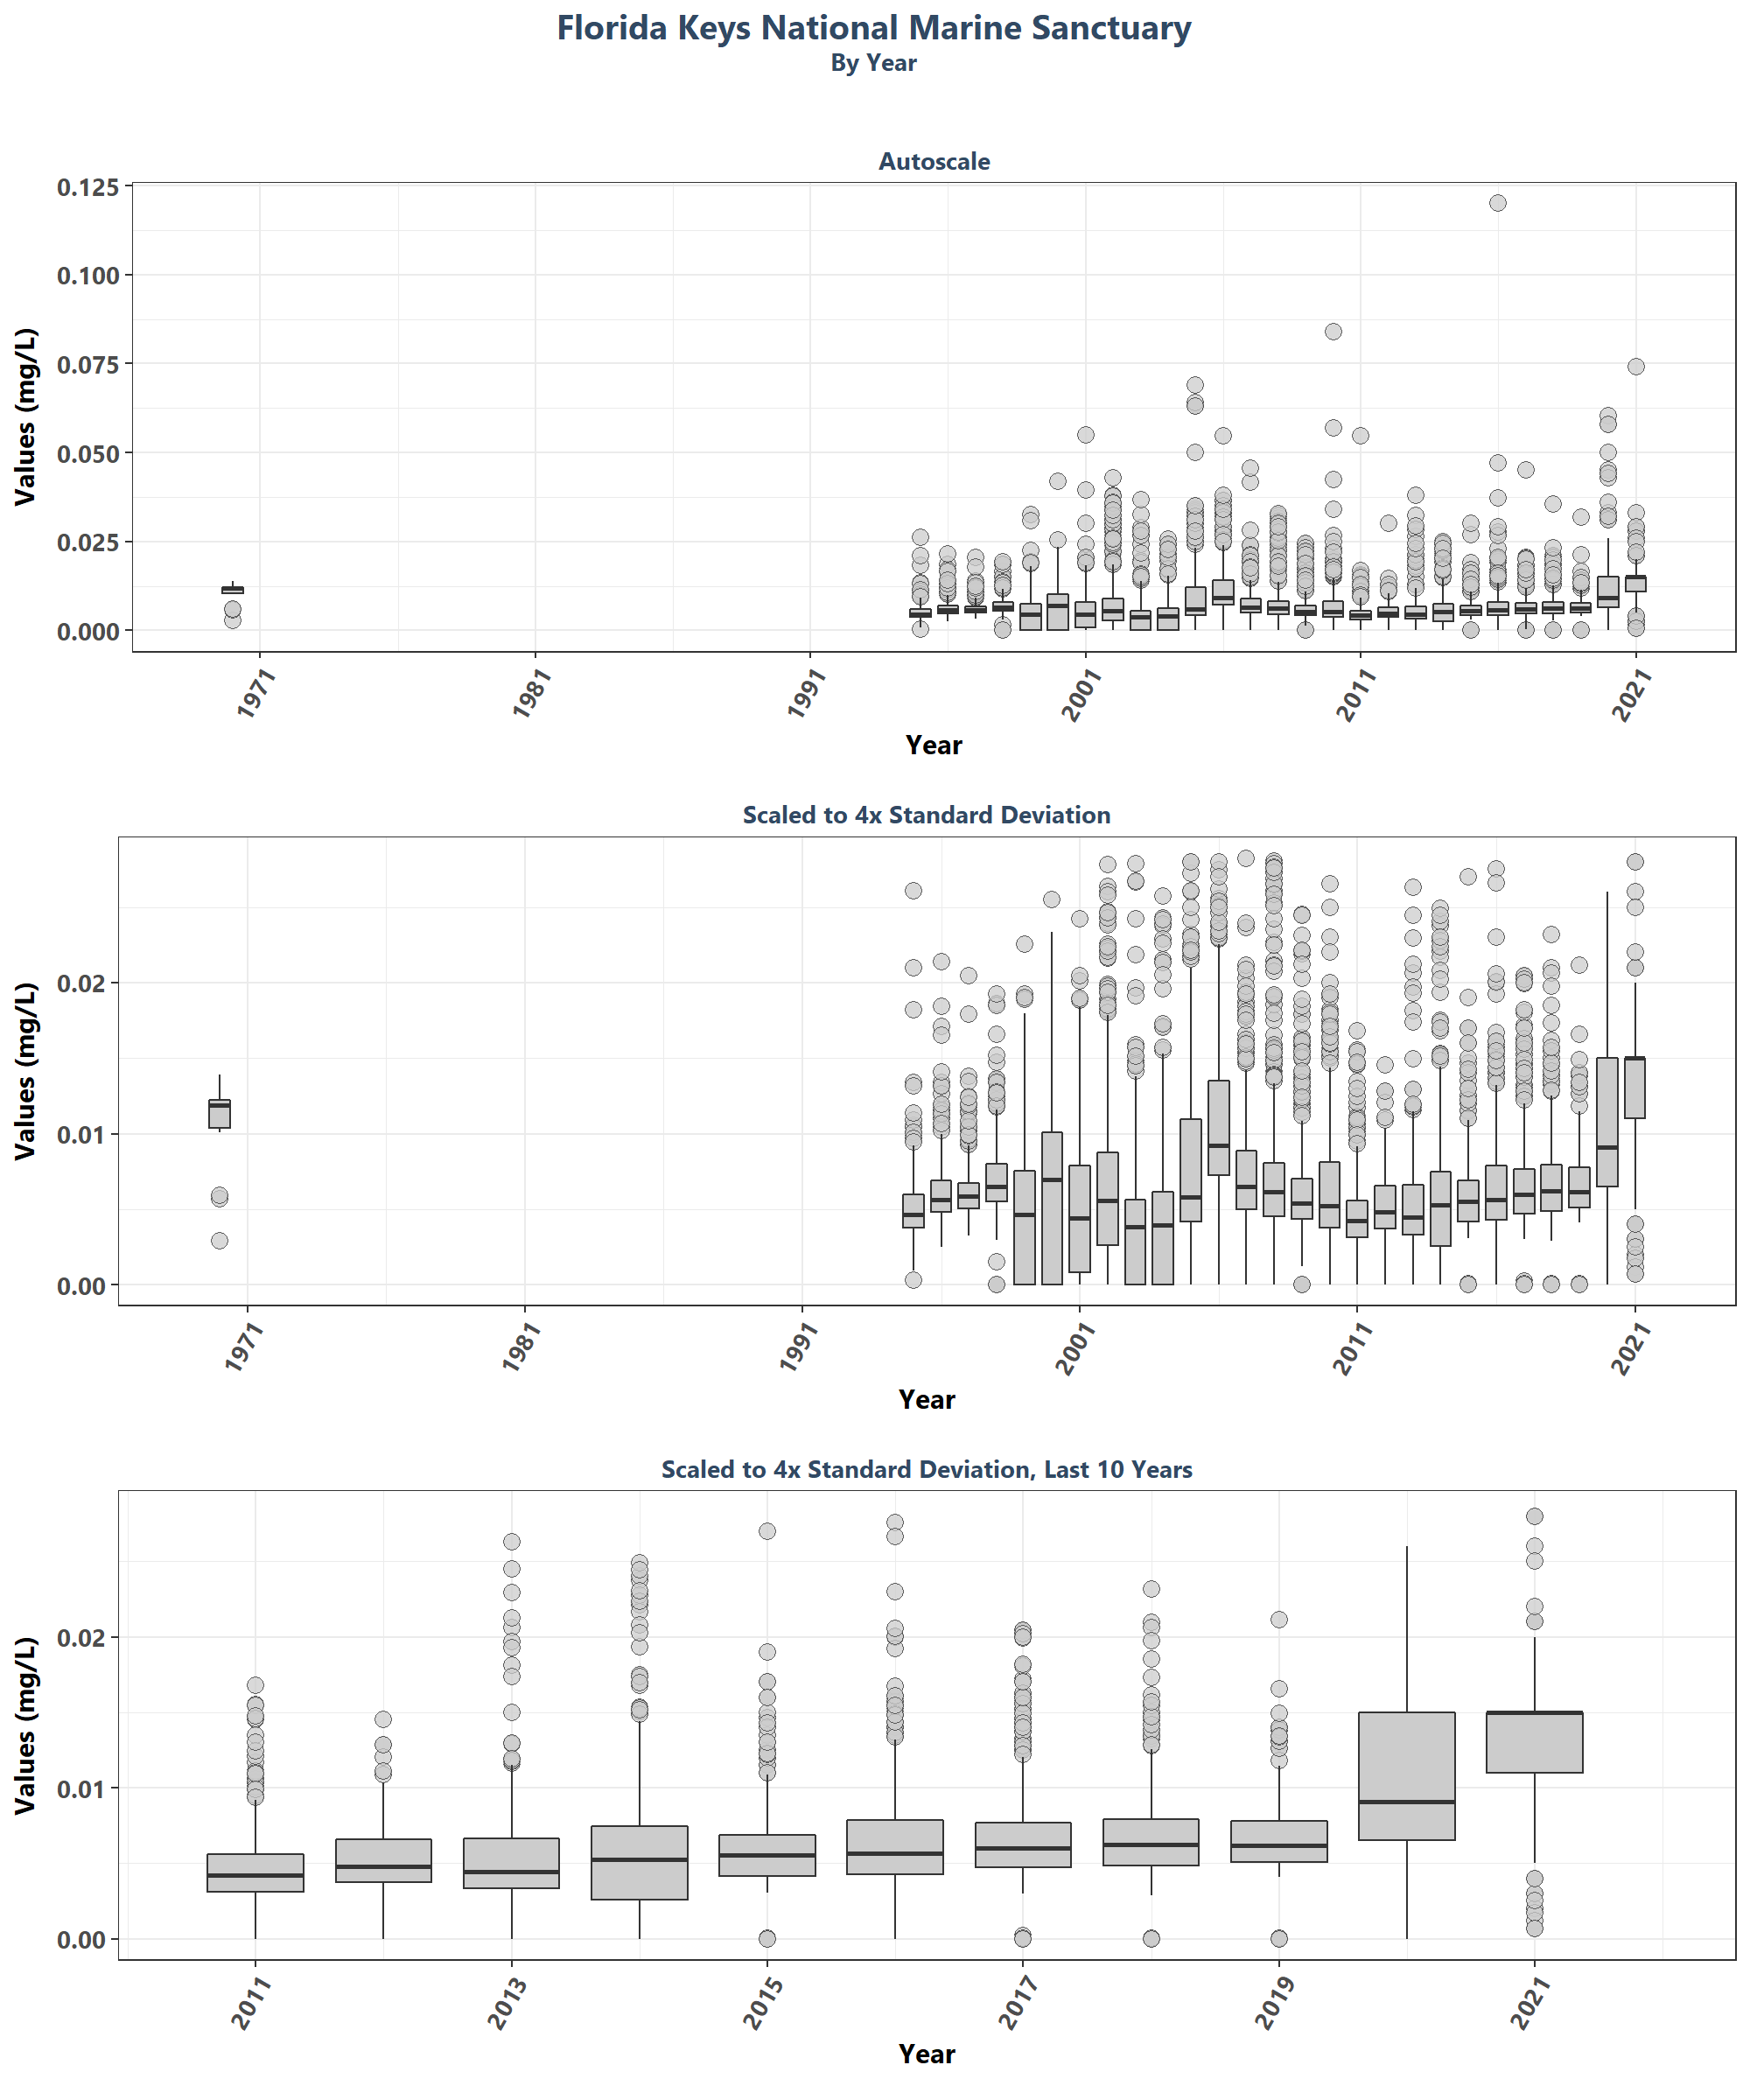 Florida Keys National Marine Sanctuary
By Year
Autoscale
Values (mg/L)
0.125
0.100
0.075
0.050
0.025
0.000
1971
1981
1991
2001
2011
2021
Year
Scaled to 4x Standard Deviation
Values (mg/L)
0.02
0.01
0.00
1971
1981
1991
2001
2011
2021
Year
Scaled to 4x Standard Deviation, Last 10 Years
Values (mg/L)
0.02
0.01
0.00
2011
2013
2015
2017
2019
2021
Year